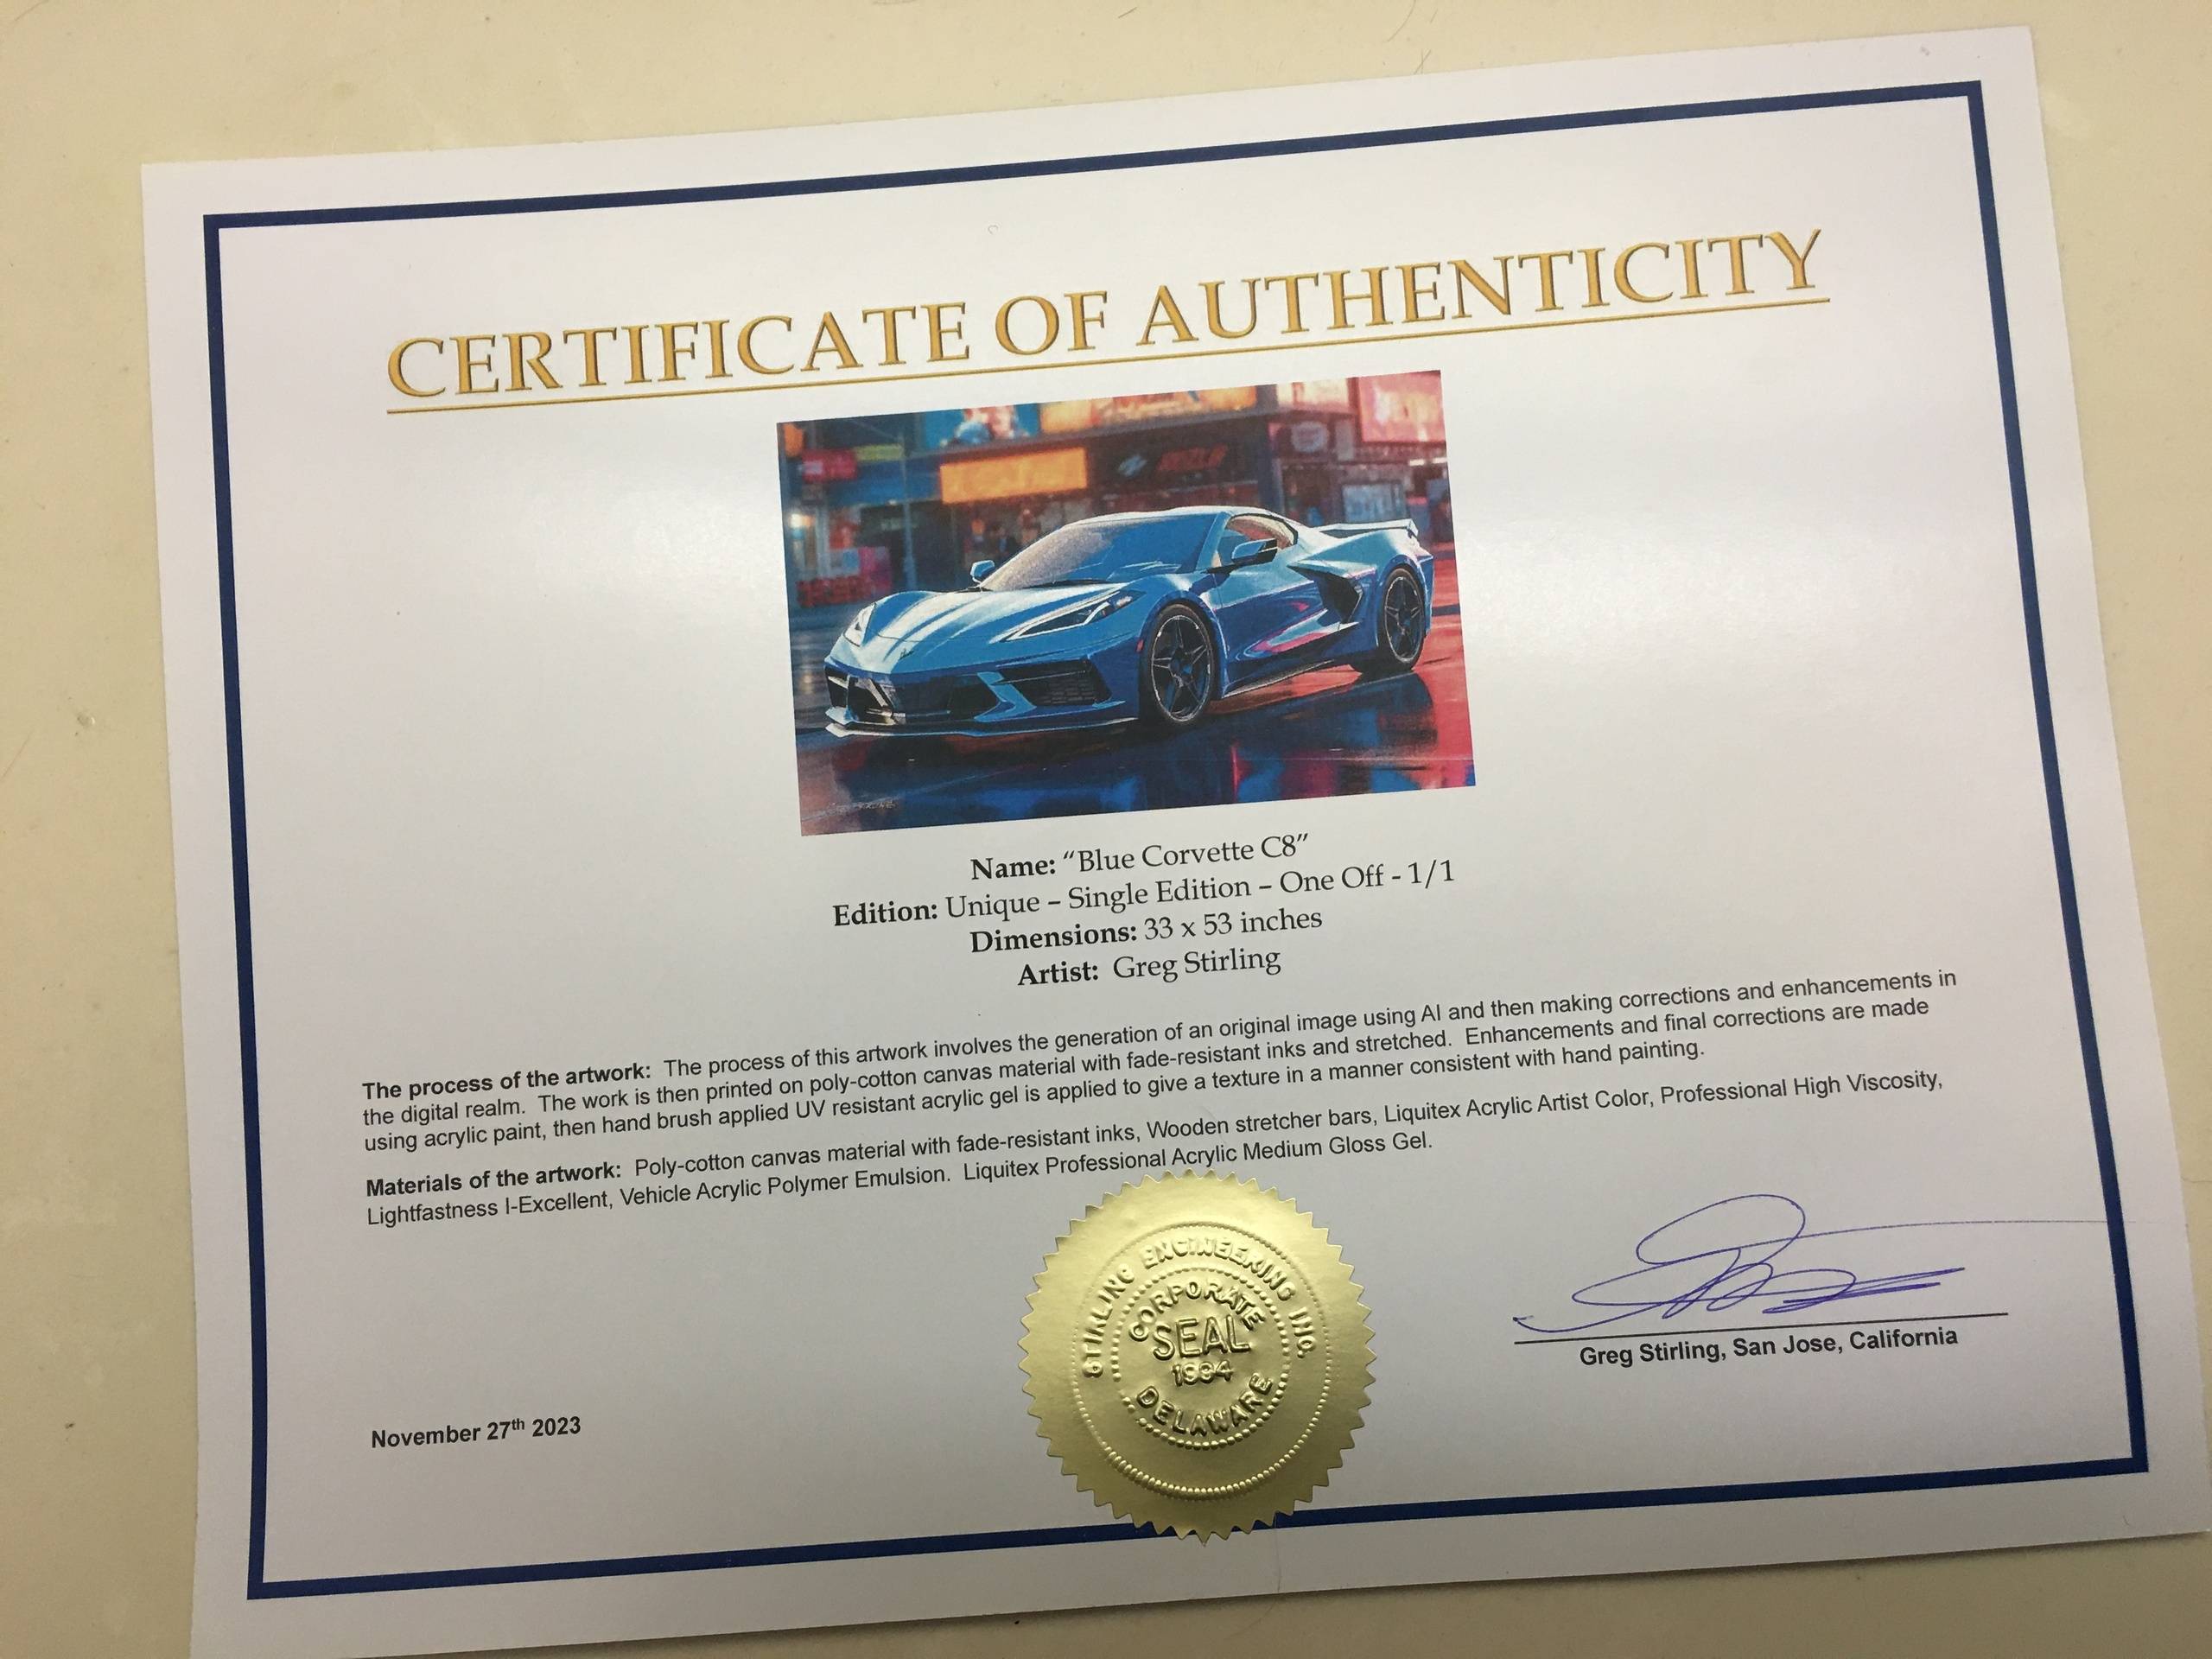 CERTIFICATE OF AUTHENTICITY
Name: “Blue Corvette C8”
Edition: Unique – Single Edition – One Off - 1/1
Dimensions: 33 x 53 inches
Artist: Greg Stirling
The process of the artwork: The process of this artwork involves the generation of an original image using AI and then making corrections and enhancements in
the digital realm. The work is then printed on poly-cotton canvas material with fade-resistant inks and stretched. Enhancements and final corrections are made
using acrylic paint, then hand brush applied UV resistant acrylic gel is applied to give a texture in a manner consistent with hand painting.
Materials of the artwork: Poly-cotton canvas material with fade-resistant inks, Wooden stretcher bars, Liquitex Acrylic Artist Color, Professional High Viscosity,
Lightfastness I-Excellent, Vehicle Acrylic Polymer Emulsion. Liquitex Professional Acrylic Medium Gloss Gel.
STIRLING ENGINEERING INC.
CORPORATE
SEAL
1994
DELAWARE
Greg Stirling, San Jose, California
November 27th 2023